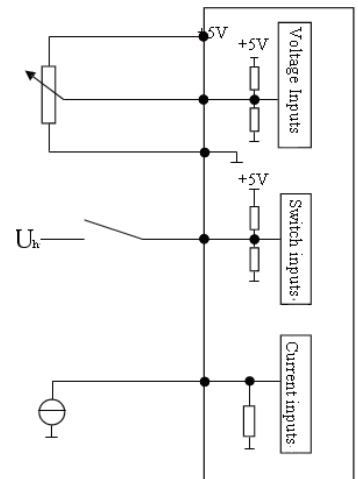 +5V
+5V
Voltage Inputs
+5V
Switch inputs.
Uh
Current inputs.